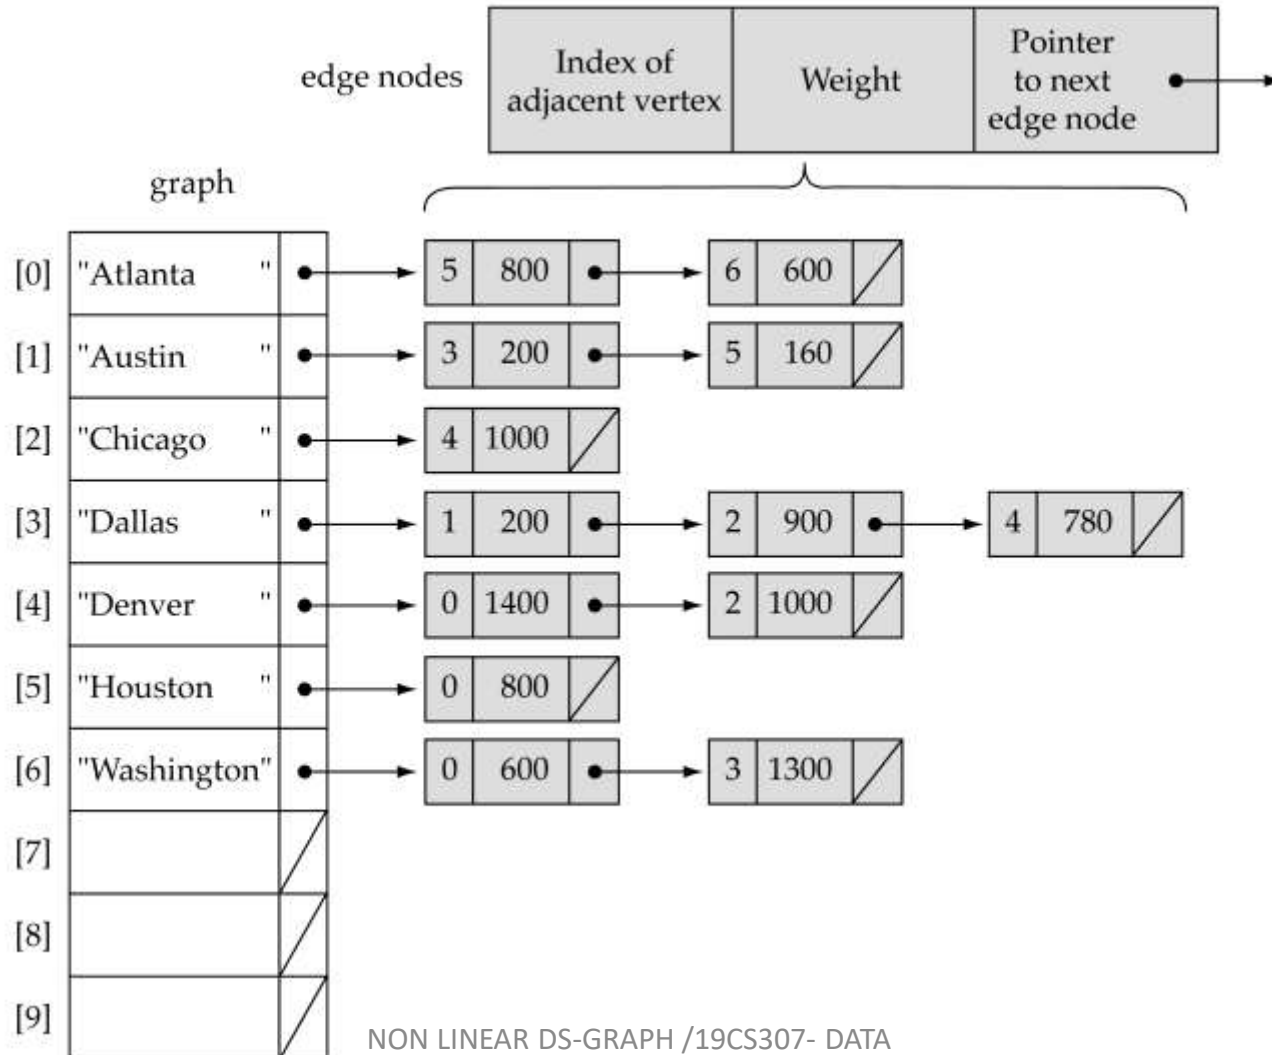 edge nodes
Index of
adjacent vertex
Weight
Pointer
to next
edge node
graph
[0] "Atlanta " 5 800 6 600
[1] "Austin " 3 200 5 160
[2] "Chicago " 4 1000
[3] "Dallas " 1 200 2 900 4 780
[4] "Denver " 0 1400 2 1000
[5] "Houston " 0 800
[6] "Washington" 0 600 3 1300
[7]
[8]
[9]
NON LINEAR DS-GRAPH /19CS307- DATA